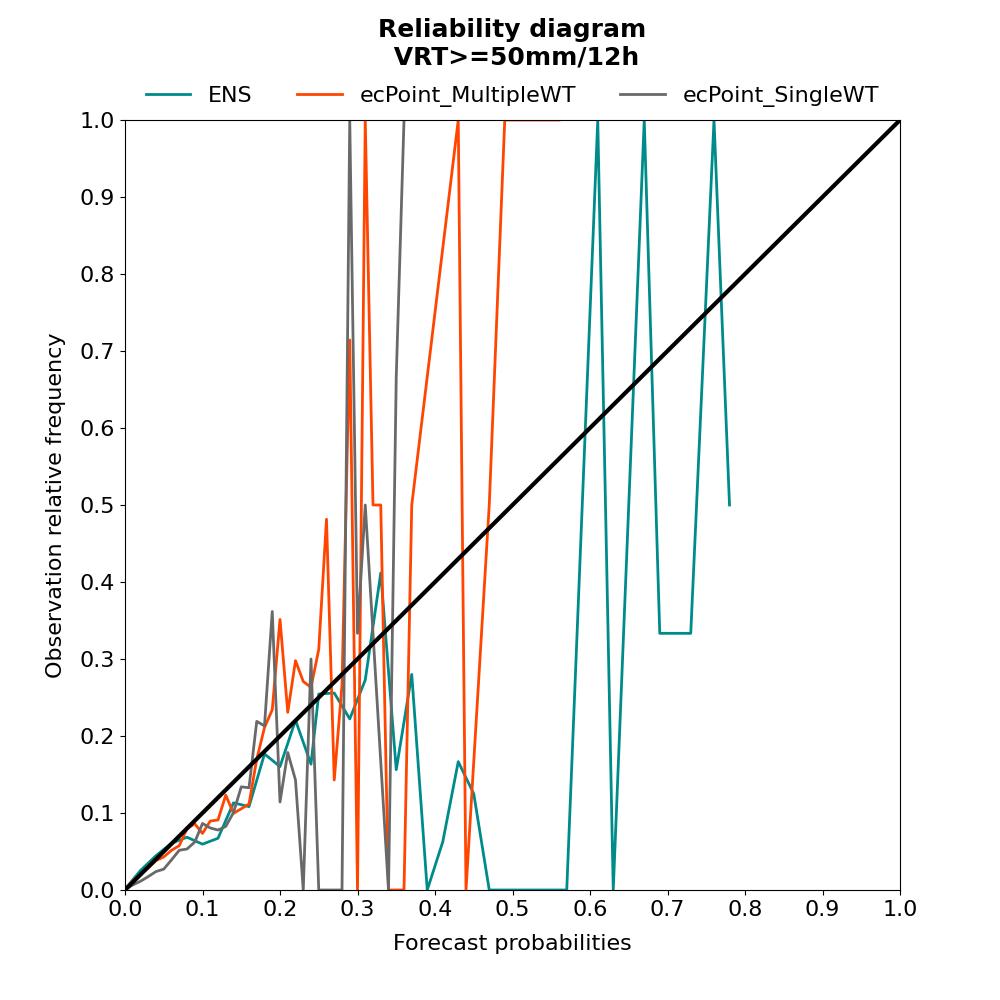 Reliability diagram
VRT>=50mm/12h
ENS ecPoint_MultipleWT ecPoint_SingleWT
1.0
0.9
0.8
0.7
0.6
0.5
0.4
0.3
0.2
0.1
0.0
Observation relative frequency
0.0 0.1 0.2 0.3 0.4 0.5 0.6 0.7 0.8 0.9 1.0
Forecast probabilities